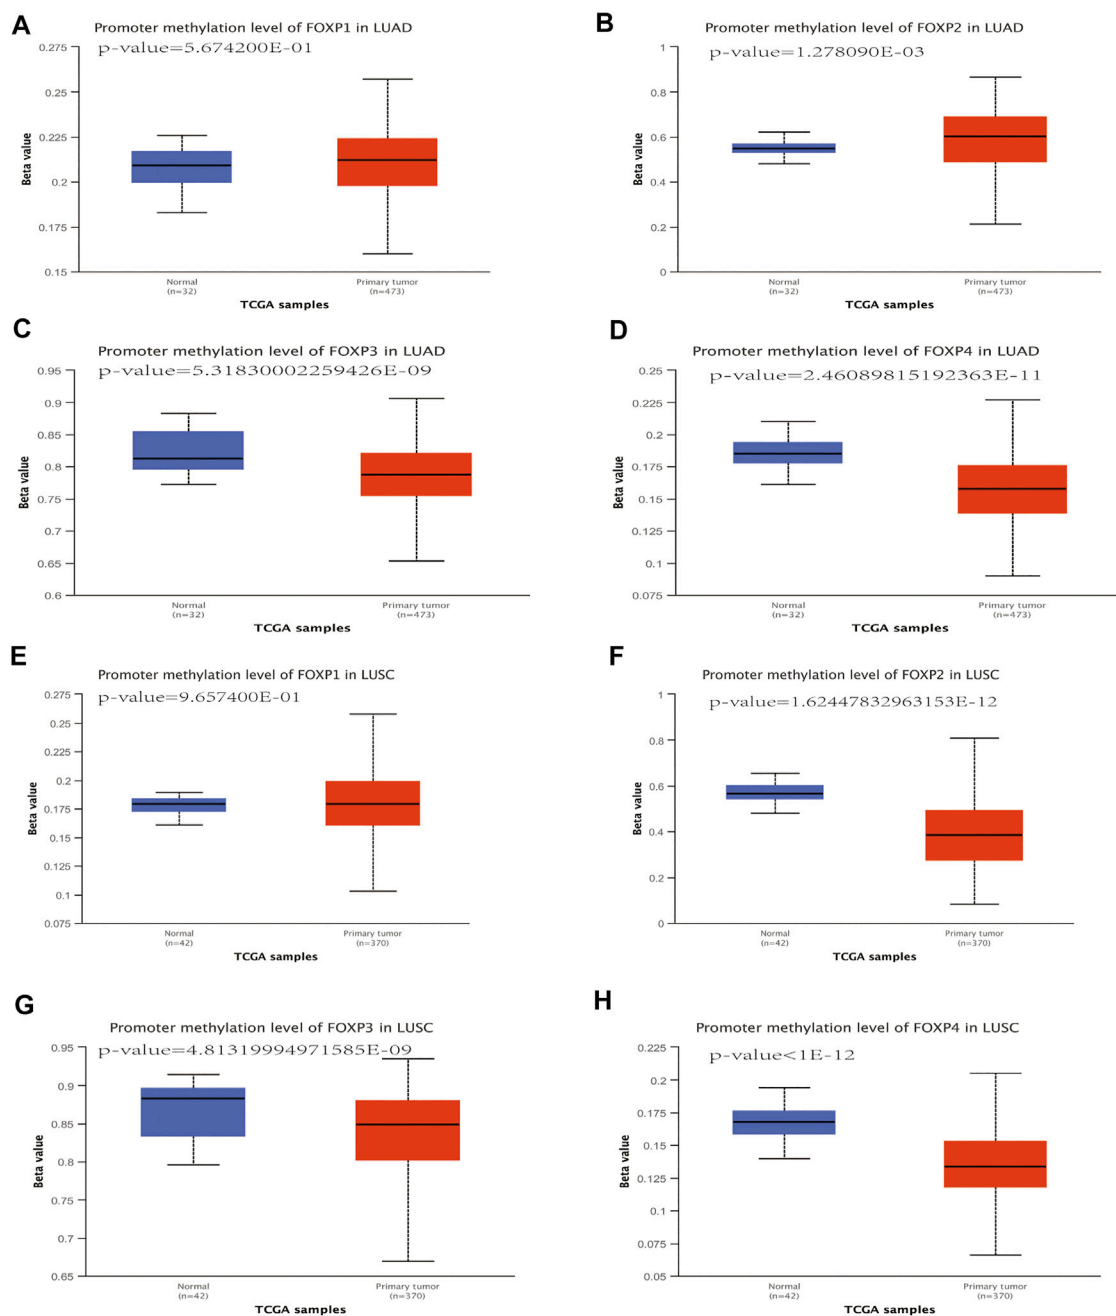 A
Promoter methylation level of FOXP1 in LUAD
p-value=5.674200E-01
0.275
0.25
0.225
0.2
0.175
0.15
Beta value
Normal
(n=32)
Primary tumor
(n=473)
TCGA samples
B
Promoter methylation level of FOXP2 in LUAD
p-value=1.278090E-03
1
0.8
0.6
0.4
0.2
0
Beta value
Normal
(n=32)
Primary tumor
(n=473)
TCGA samples
C
Promoter methylation level of FOXP3 in LUAD
p-value=5.31830002259426E-09
0.95
0.9
0.85
0.8
0.75
0.7
0.65
0.6
Beta value
Normal
(n=32)
Primary tumor
(n=473)
TCGA samples
D
Promoter methylation level of FOXP4 in LUAD
p-value=2.46089815192363E-11
0.25
0.225
0.2
0.175
0.15
0.125
0.1
0.075
Beta value
Normal
(n=32)
Primary tumor
(n=473)
TCGA samples
E
Promoter methylation level of FOXP1 in LUSC
p-value=9.657400E-01
0.275
0.25
0.225
0.2
0.175
0.15
0.125
0.1
0.075
Beta value
Normal
(n=42)
Primary tumor
(n=370)
TCGA samples
F
Promoter methylation level of FOXP2 in LUSC
p-value=1.62447832963153E-12
1
0.8
0.6
0.4
0.2
0
Beta value
Normal
(n=42)
Primary tumor
(n=370)
TCGA samples
G
Promoter methylation level of FOXP3 in LUSC
p-value=4.81319994971585E-09
0.95
0.9
0.85
0.8
0.75
0.7
0.65
Beta value
Normal
(n=42)
Primary tumor
(n=370)
TCGA samples
H
Promoter methylation level of FOXP4 in LUSC
p-value<1E-12
0.225
0.2
0.175
0.15
0.125
0.1
0.075
0.05
Beta value
Normal
(n=42)
Primary tumor
(n=370)
TCGA samples